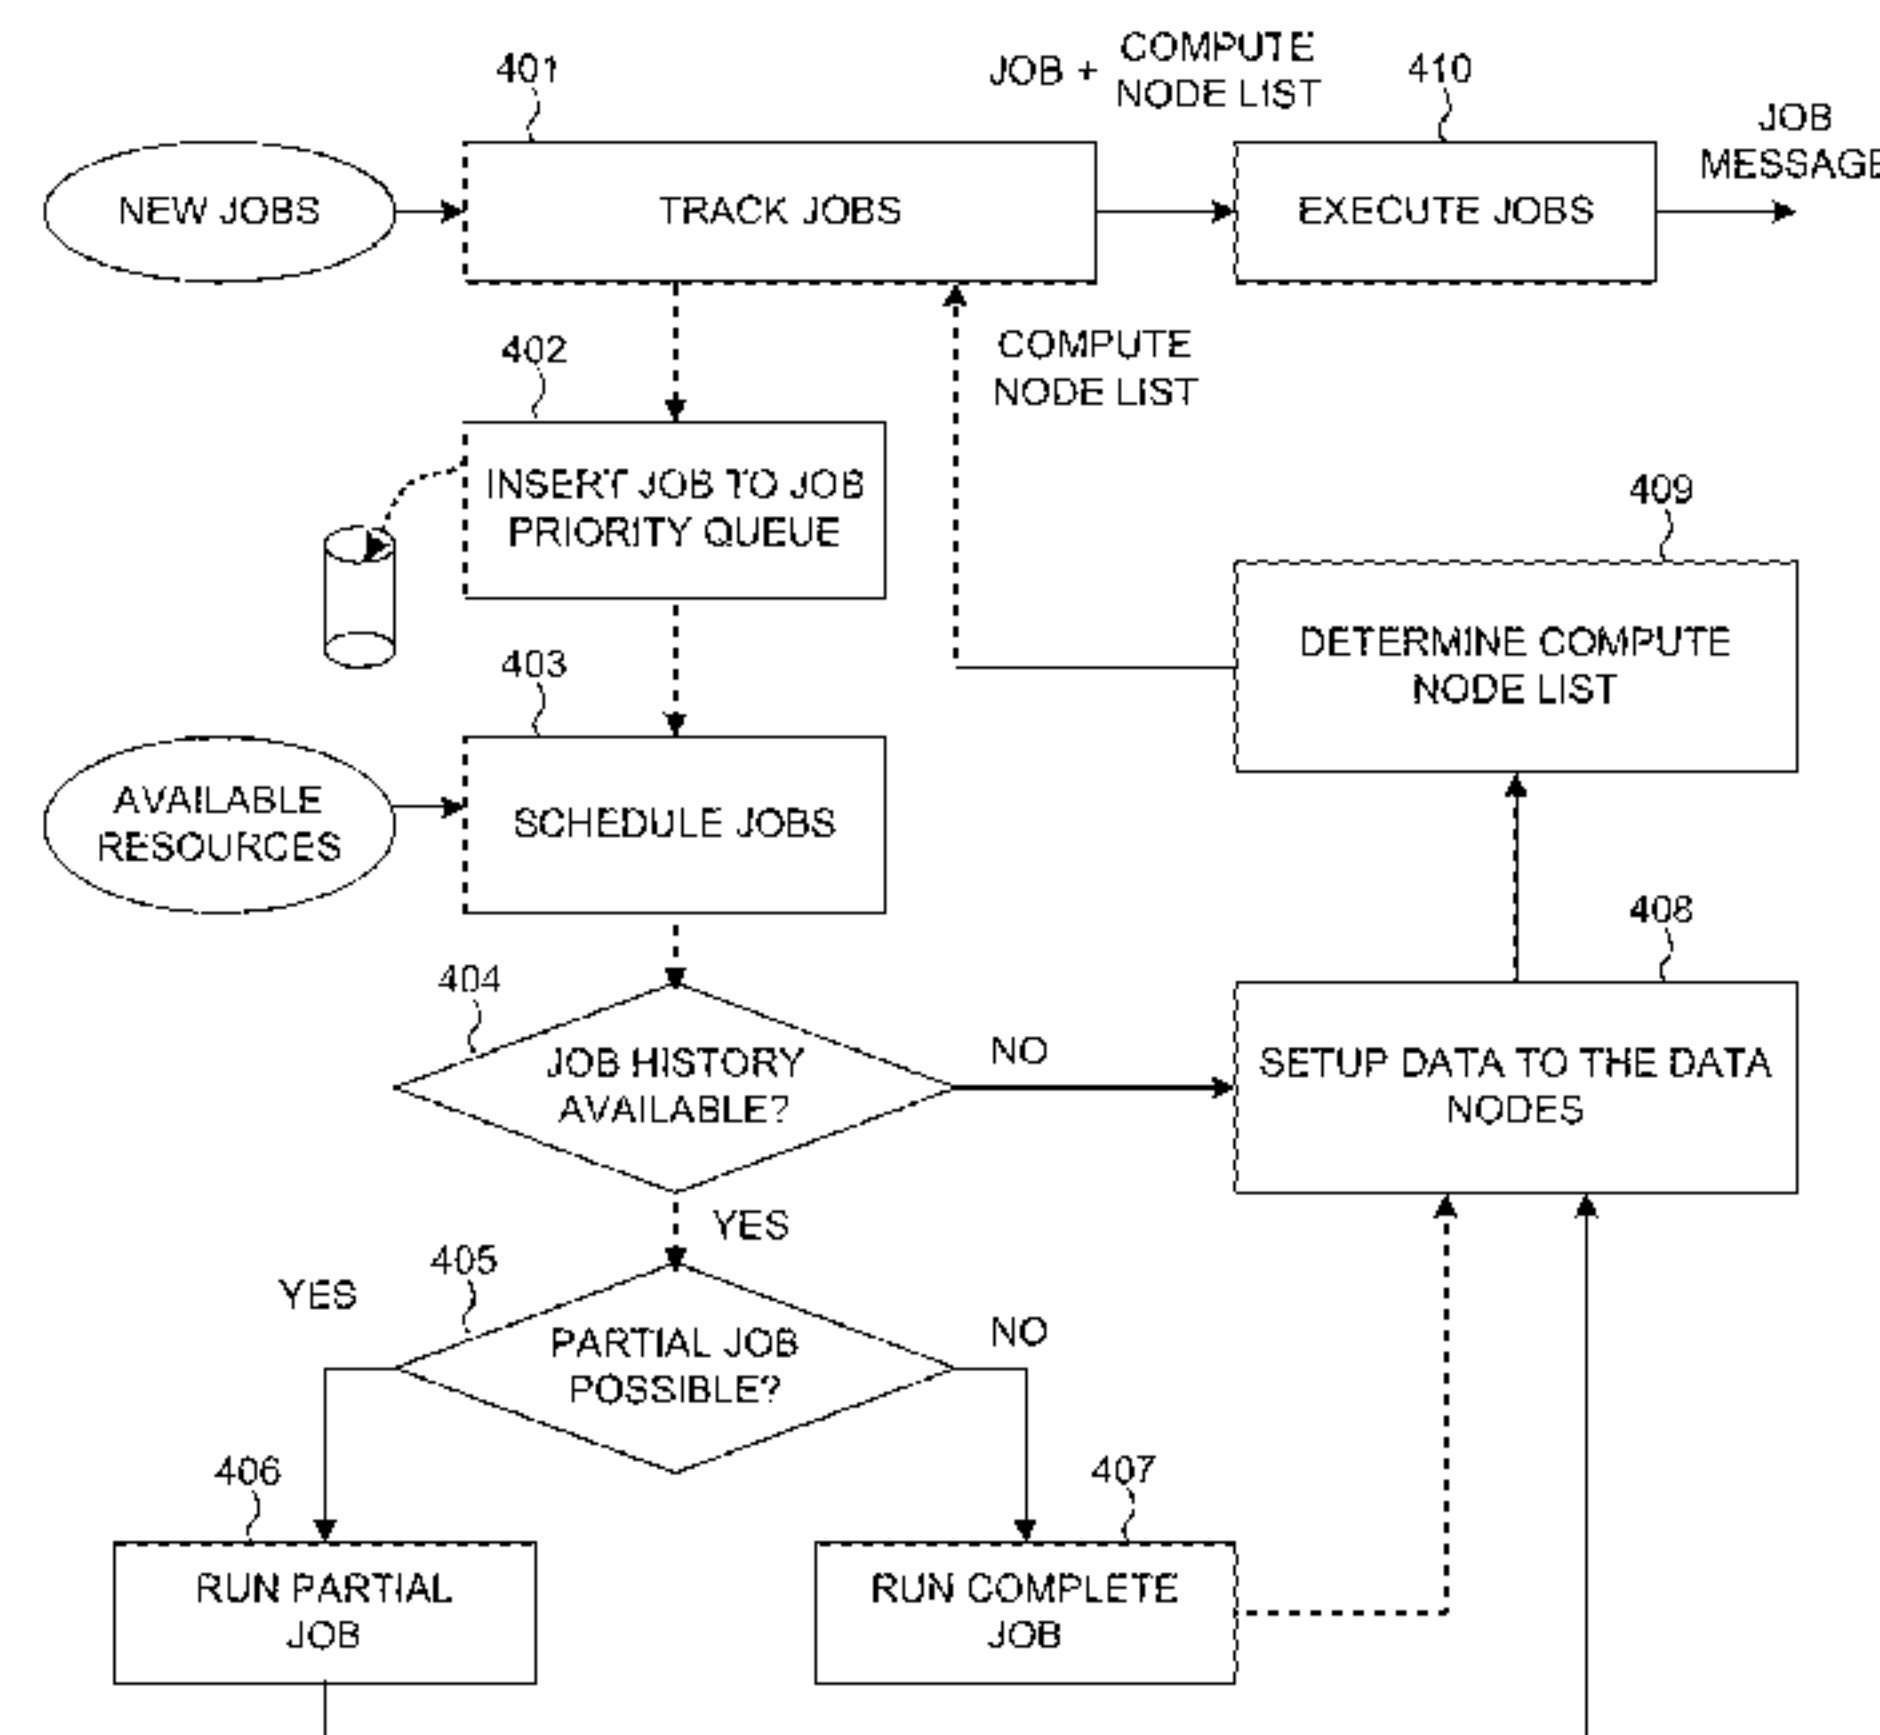 401
JOB + COMPUTE
NODE LIST
410
JOB
MESSAGE
NEW JOBS
TRACK JOBS
EXECUTE JOBS
402
COMPUTE
NODE LIST
INSERT JOB TO JOB
PRIORITY QUEUE
409
DETERMINE COMPUTE
NODE LIST
403
AVAILABLE
RESOURCES
SCHEDULE JOBS
408
404
JOB HISTORY
AVAILABLE?
NO
SETUP DATA TO THE DATA
NODES
YES
405
YES
PARTIAL JOB
POSSIBLE?
NO
406
407
RUN PARTIAL
JOB
RUN COMPLETE
JOB